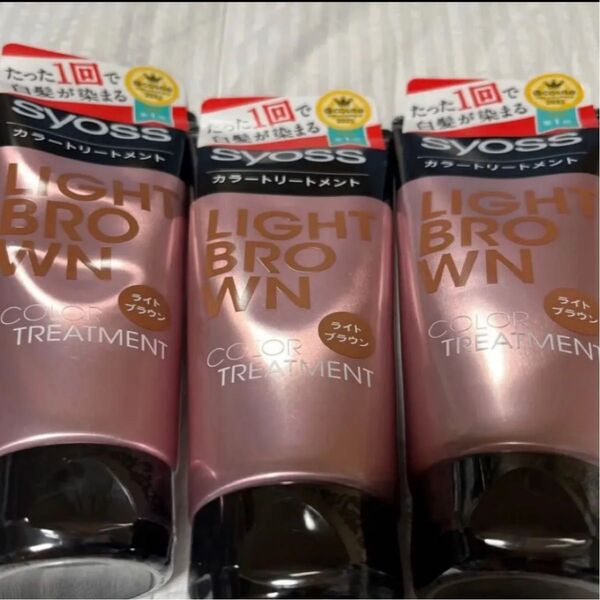 たった1回で
白髪が染まる
@cosme
2022
syoss
カラートリートメント
LIGHT
BRO
WN
ライト
ブラウン
COLOR
TREATMENT
たった1回で
白髪が染まる
syoss
カラートリートメント
LIGHT
BRO
WN
ライト
ブラウン
COLOR
TREATMENT
たった1回で
白髪が染まる
@cosme
syoss
カラートリートメント
LIGHT
BRO
WN
ライト
ブラウン
COLOR
TREATMENT